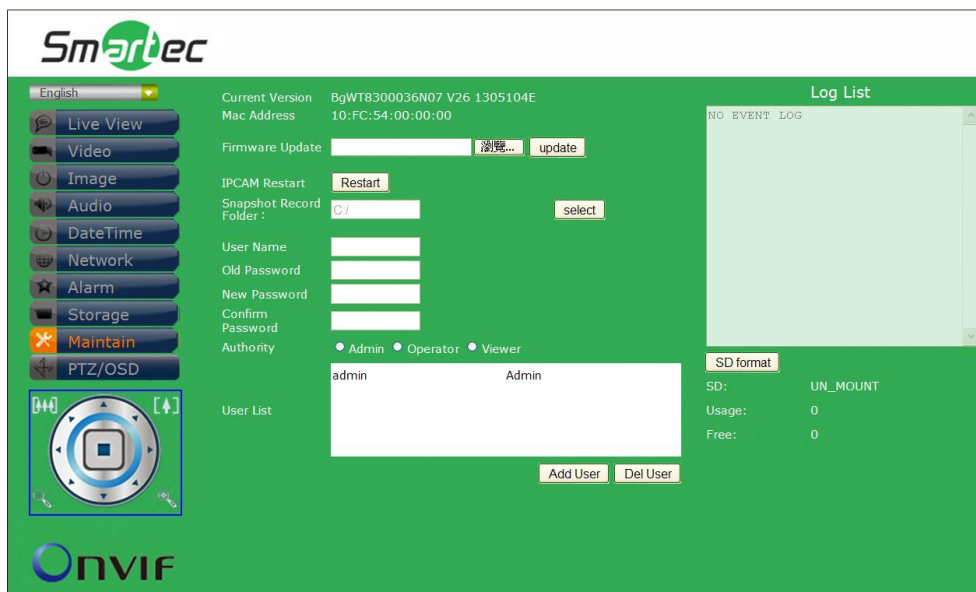 Smartec
English
Live View
Video
Image
Audio
DateTime
Network
Alarm
Storage
Maintain
PTZ/OSD
Onvif
Current Version BgWT8300036N07 V26 1305104E
Mac Address 10:FC:54:00:00:00
Firmware Update 瀏覽... update
IPCAM Restart Restart
Snapshot Record
Folder : C:/ select
User Name
Old Password
New Password
Confirm
Password
Authority Admin Operator Viewer
admin Admin
User List
Add User Del User
Log List
NO EVENT LOG
SD format
SD: UN_MOUNT
Usage: 0
Free: 0